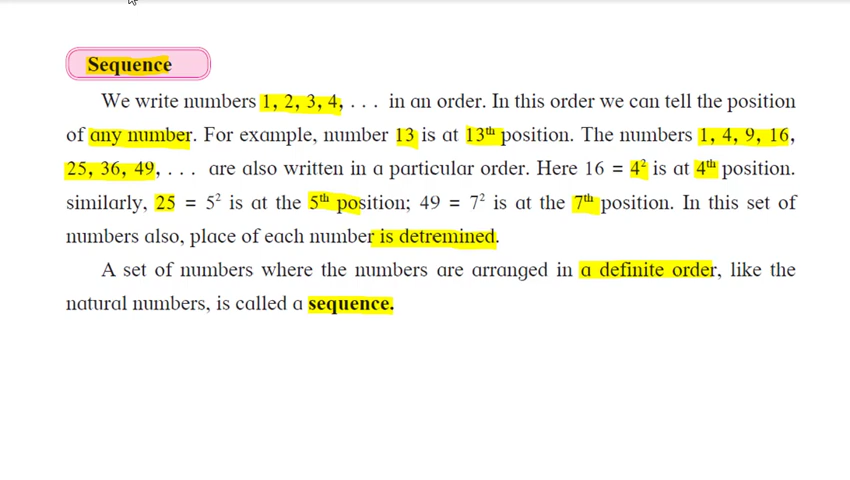 Sequence
We write numbers 1, 2, 3, 4, . . . in an order. In this order we can tell the position
of any number. For example, number 13 is at 13th position. The numbers 1, 4, 9, 16,
25, 36, 49, . . . are also written in a particular order. Here 16 = 4² is at 4th position.
similarly, 25 = 5² is at the 5th position; 49 = 7² is at the 7th position. In this set of
numbers also, place of each number is detremined.
A set of numbers where the numbers are arranged in a definite order, like the
natural numbers, is called a sequence.